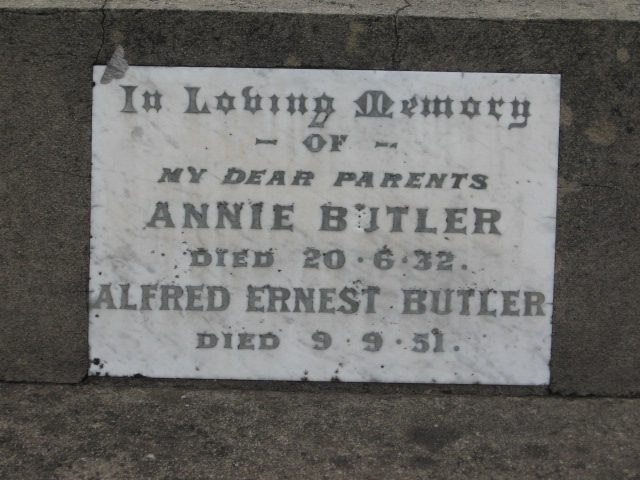 In Loving Memory
- OF -
MY DEAR PARENTS
ANNIE BUTLER
DIED 20·6·32.
ALFRED ERNEST BUTLER
DIED 9·9·51.